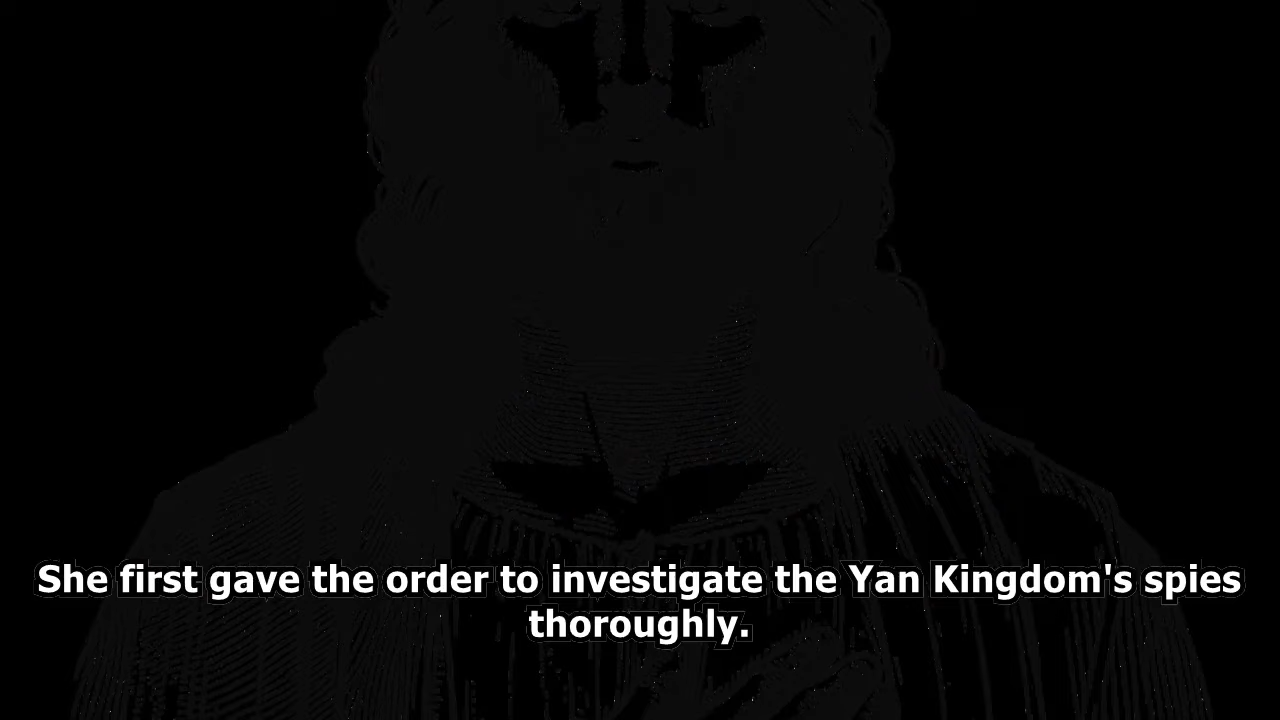 She first gave the order to investigate the Yan Kingdom's spies
thoroughly.